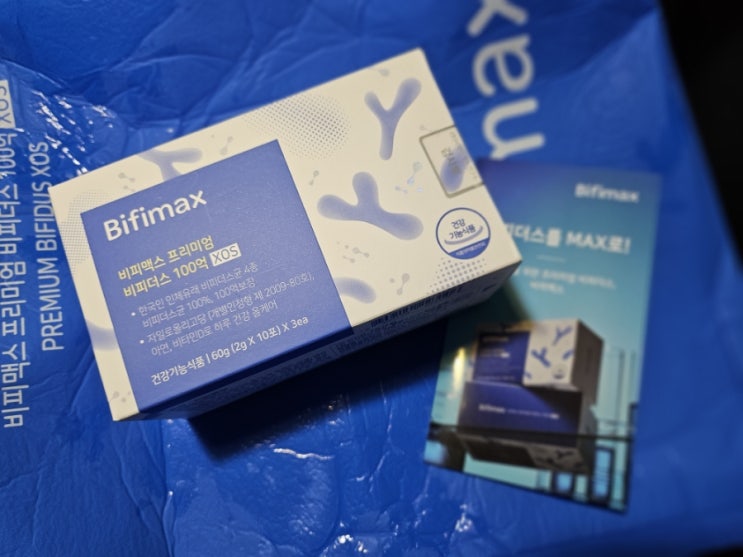 Bifimax
비피맥스 프리미엄
비피더스 100억 XOS
• 한국인 인체유래 비피더스균 4종
비피더스균 100%, 100억보장
• 자일로올리고당 (개별인정형 제 2009-80호),
아연, 비타민D로 하루 건강 올케어
건강기능식품 | 60g (2g X 10포) X 3ea
건강
기능식품
비피맥스 프리미엄 비피더스 100억 XOS
PREMIUM BIFIDUS XOS
max
Bifimax
피더스를 MAX로!
Bifimax